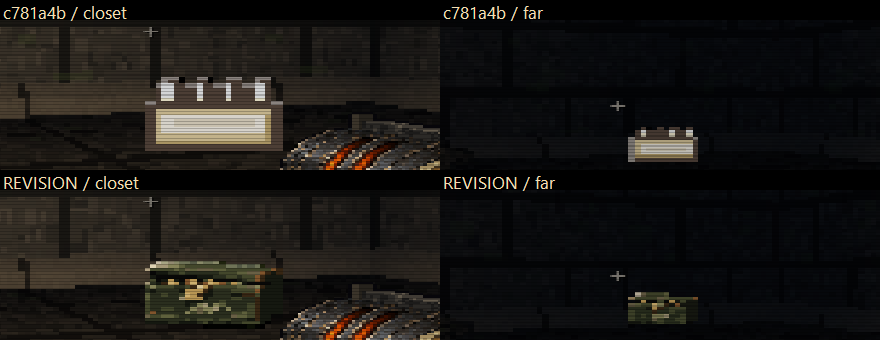 c781a4b / closet
c781a4b / far
REVISION / closet
REVISION / far